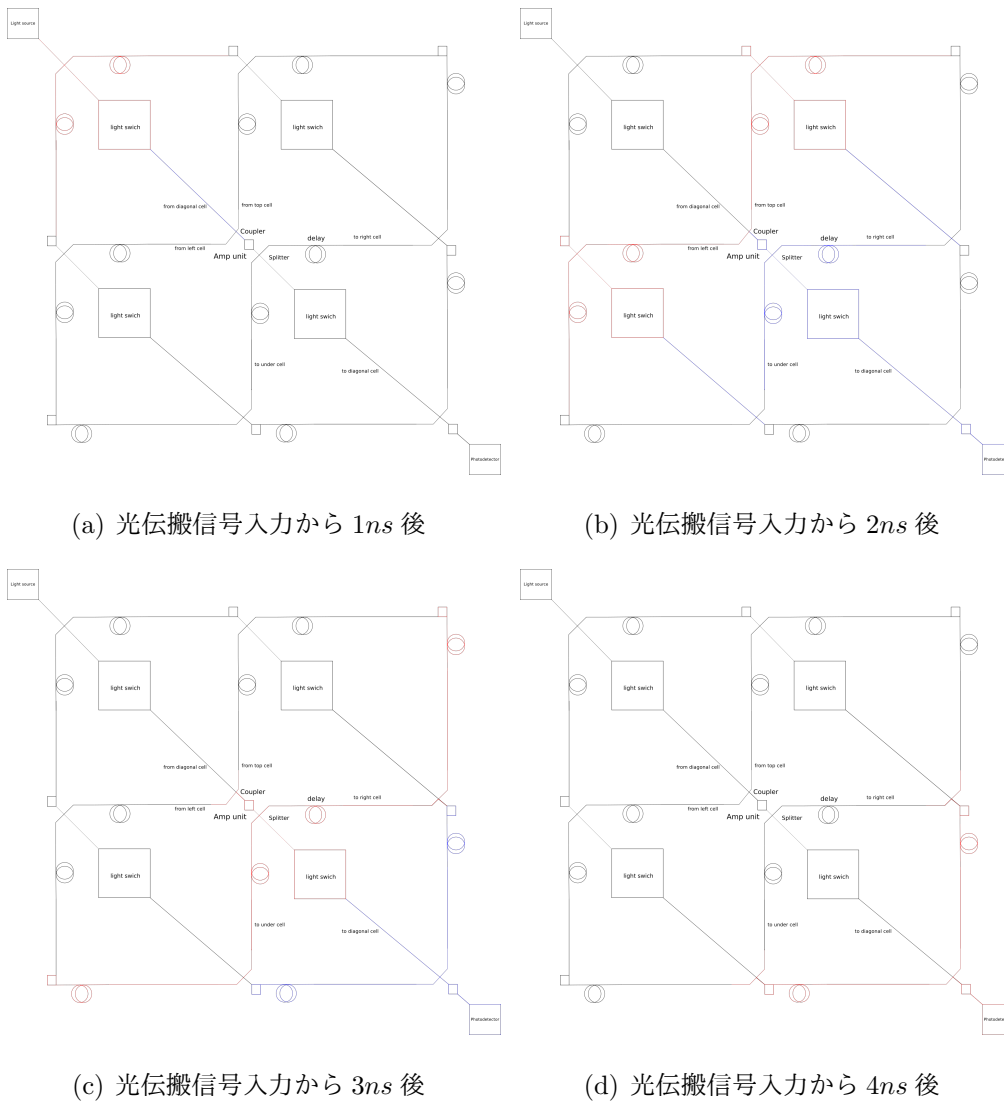 Light source
light swich
light swich
from diagonal cell
from top cell
Coupler
delay
to right cell
from left cell
Amp unit
Splitter
light swich
light swich
to under cell
to diagonal cell
Photodetector
(a) 光伝搬信号入力から 1ns 後
Light source
light swich
light swich
from diagonal cell
from top cell
Coupler
delay
to right cell
from left cell
Amp unit
Splitter
light swich
light swich
to under cell
to diagonal cell
Photodete
(b) 光伝搬信号入力から 2ns 後
Light source
light swich
light swich
from diagonal cell
from top cell
Coupler
delay
to right cell
from left cell
Amp unit
Splitter
light swich
light swich
to under cell
to diagonal cell
Photodetector
(c) 光伝搬信号入力から 3ns 後
Light source
light swich
light swich
from diagonal cell
from top cell
Coupler
delay
to right cell
from left cell
Amp unit
Splitter
light swich
light swich
to under cell
to diagonal cell
Photodete
(d) 光伝搬信号入力から 4ns 後